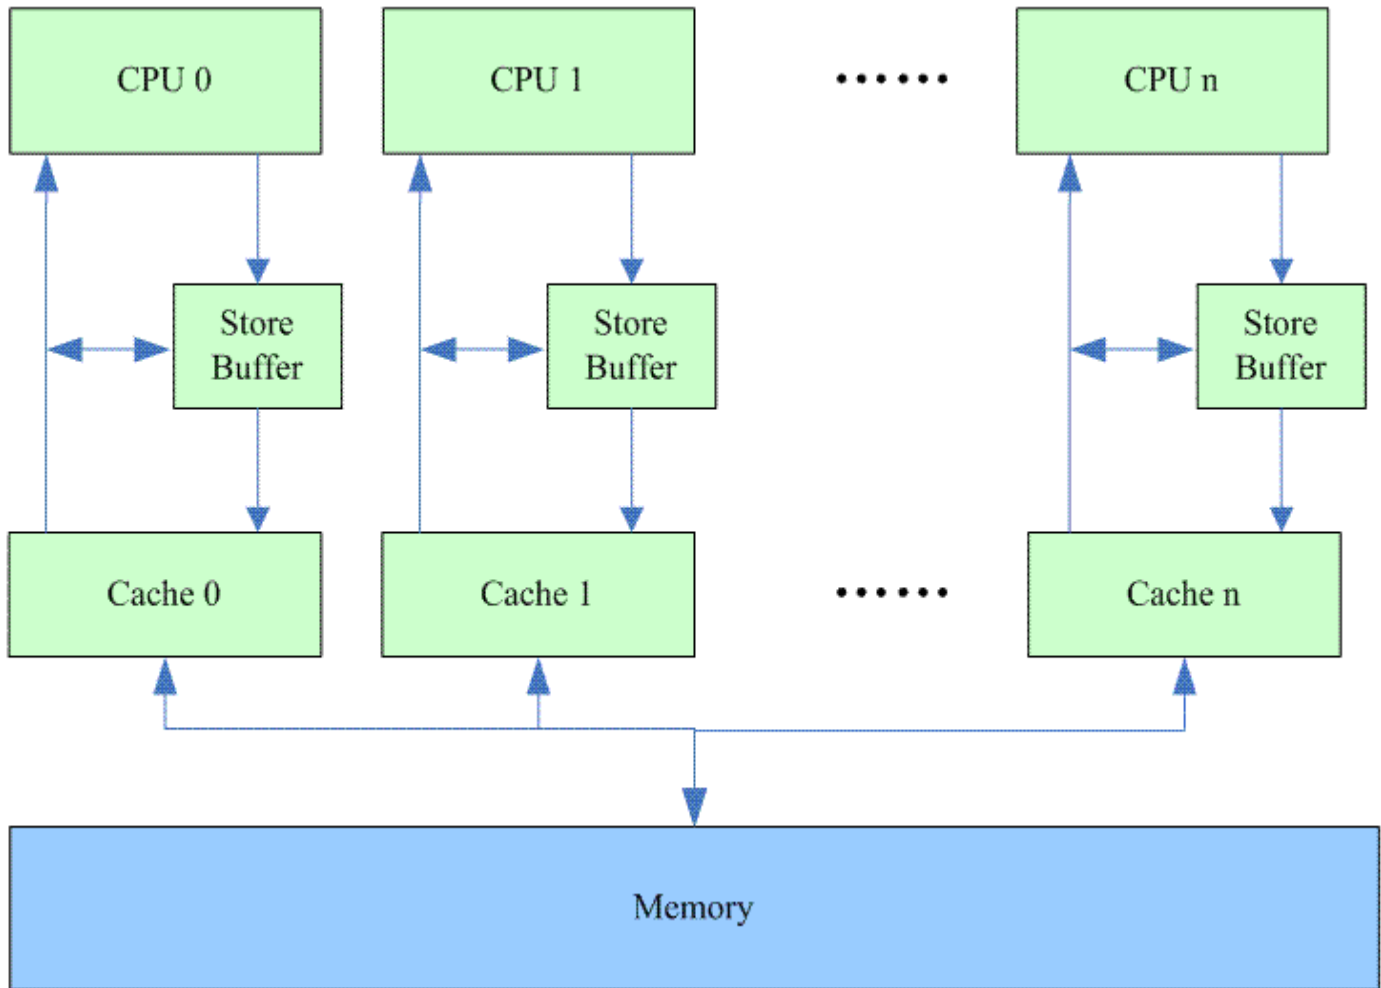 CPU 0
CPU 1
......
CPU n
Store
Buffer
Store
Buffer
Store
Buffer
Cache 0
Cache 1
......
Cache n
Memory